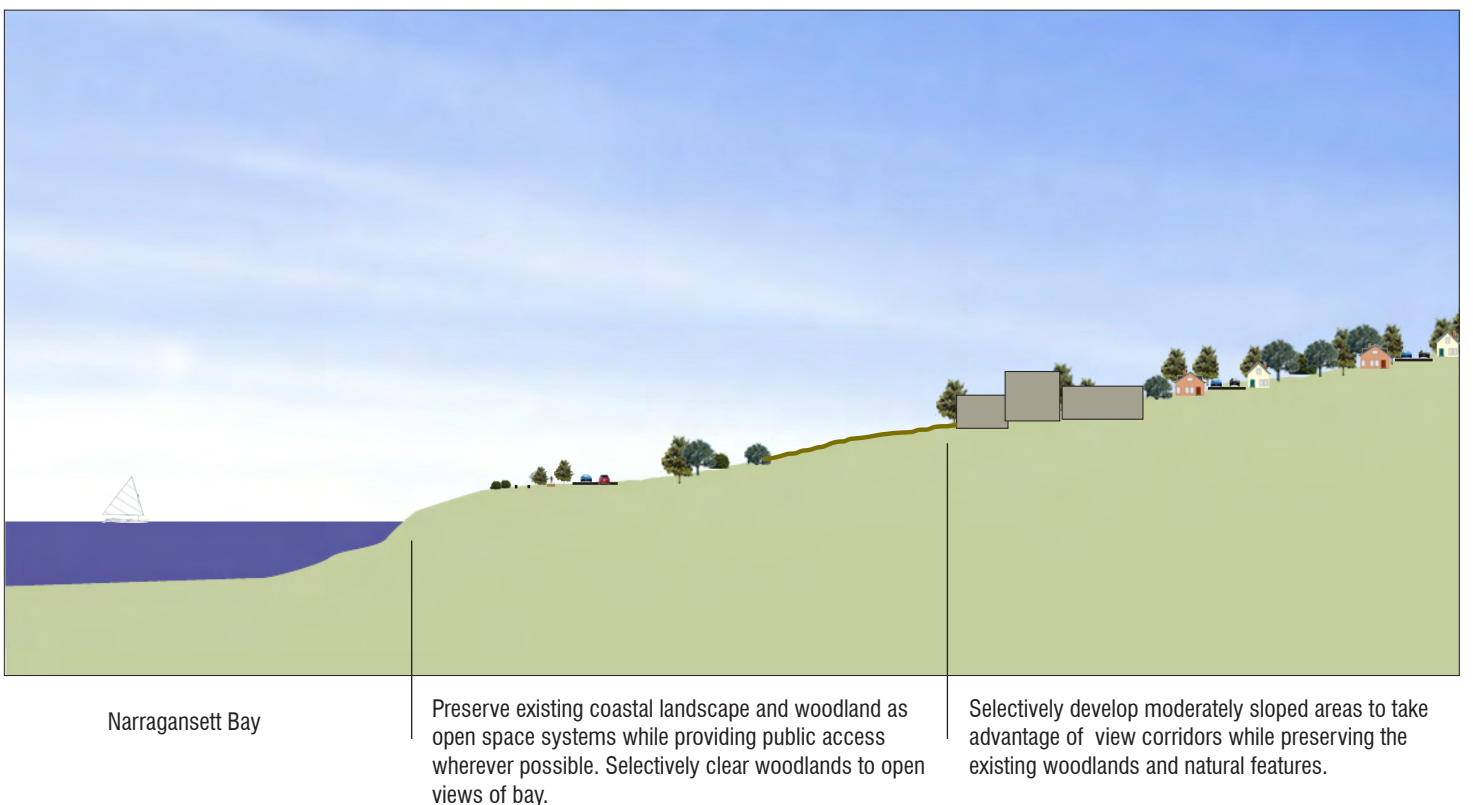 Narragansett Bay
Preserve existing coastal landscape and woodland as
open space systems while providing public access
wherever possible. Selectively clear woodlands to open
views of bay.
Selectively develop moderately sloped areas to take
advantage of view corridors while preserving the
existing woodlands and natural features.